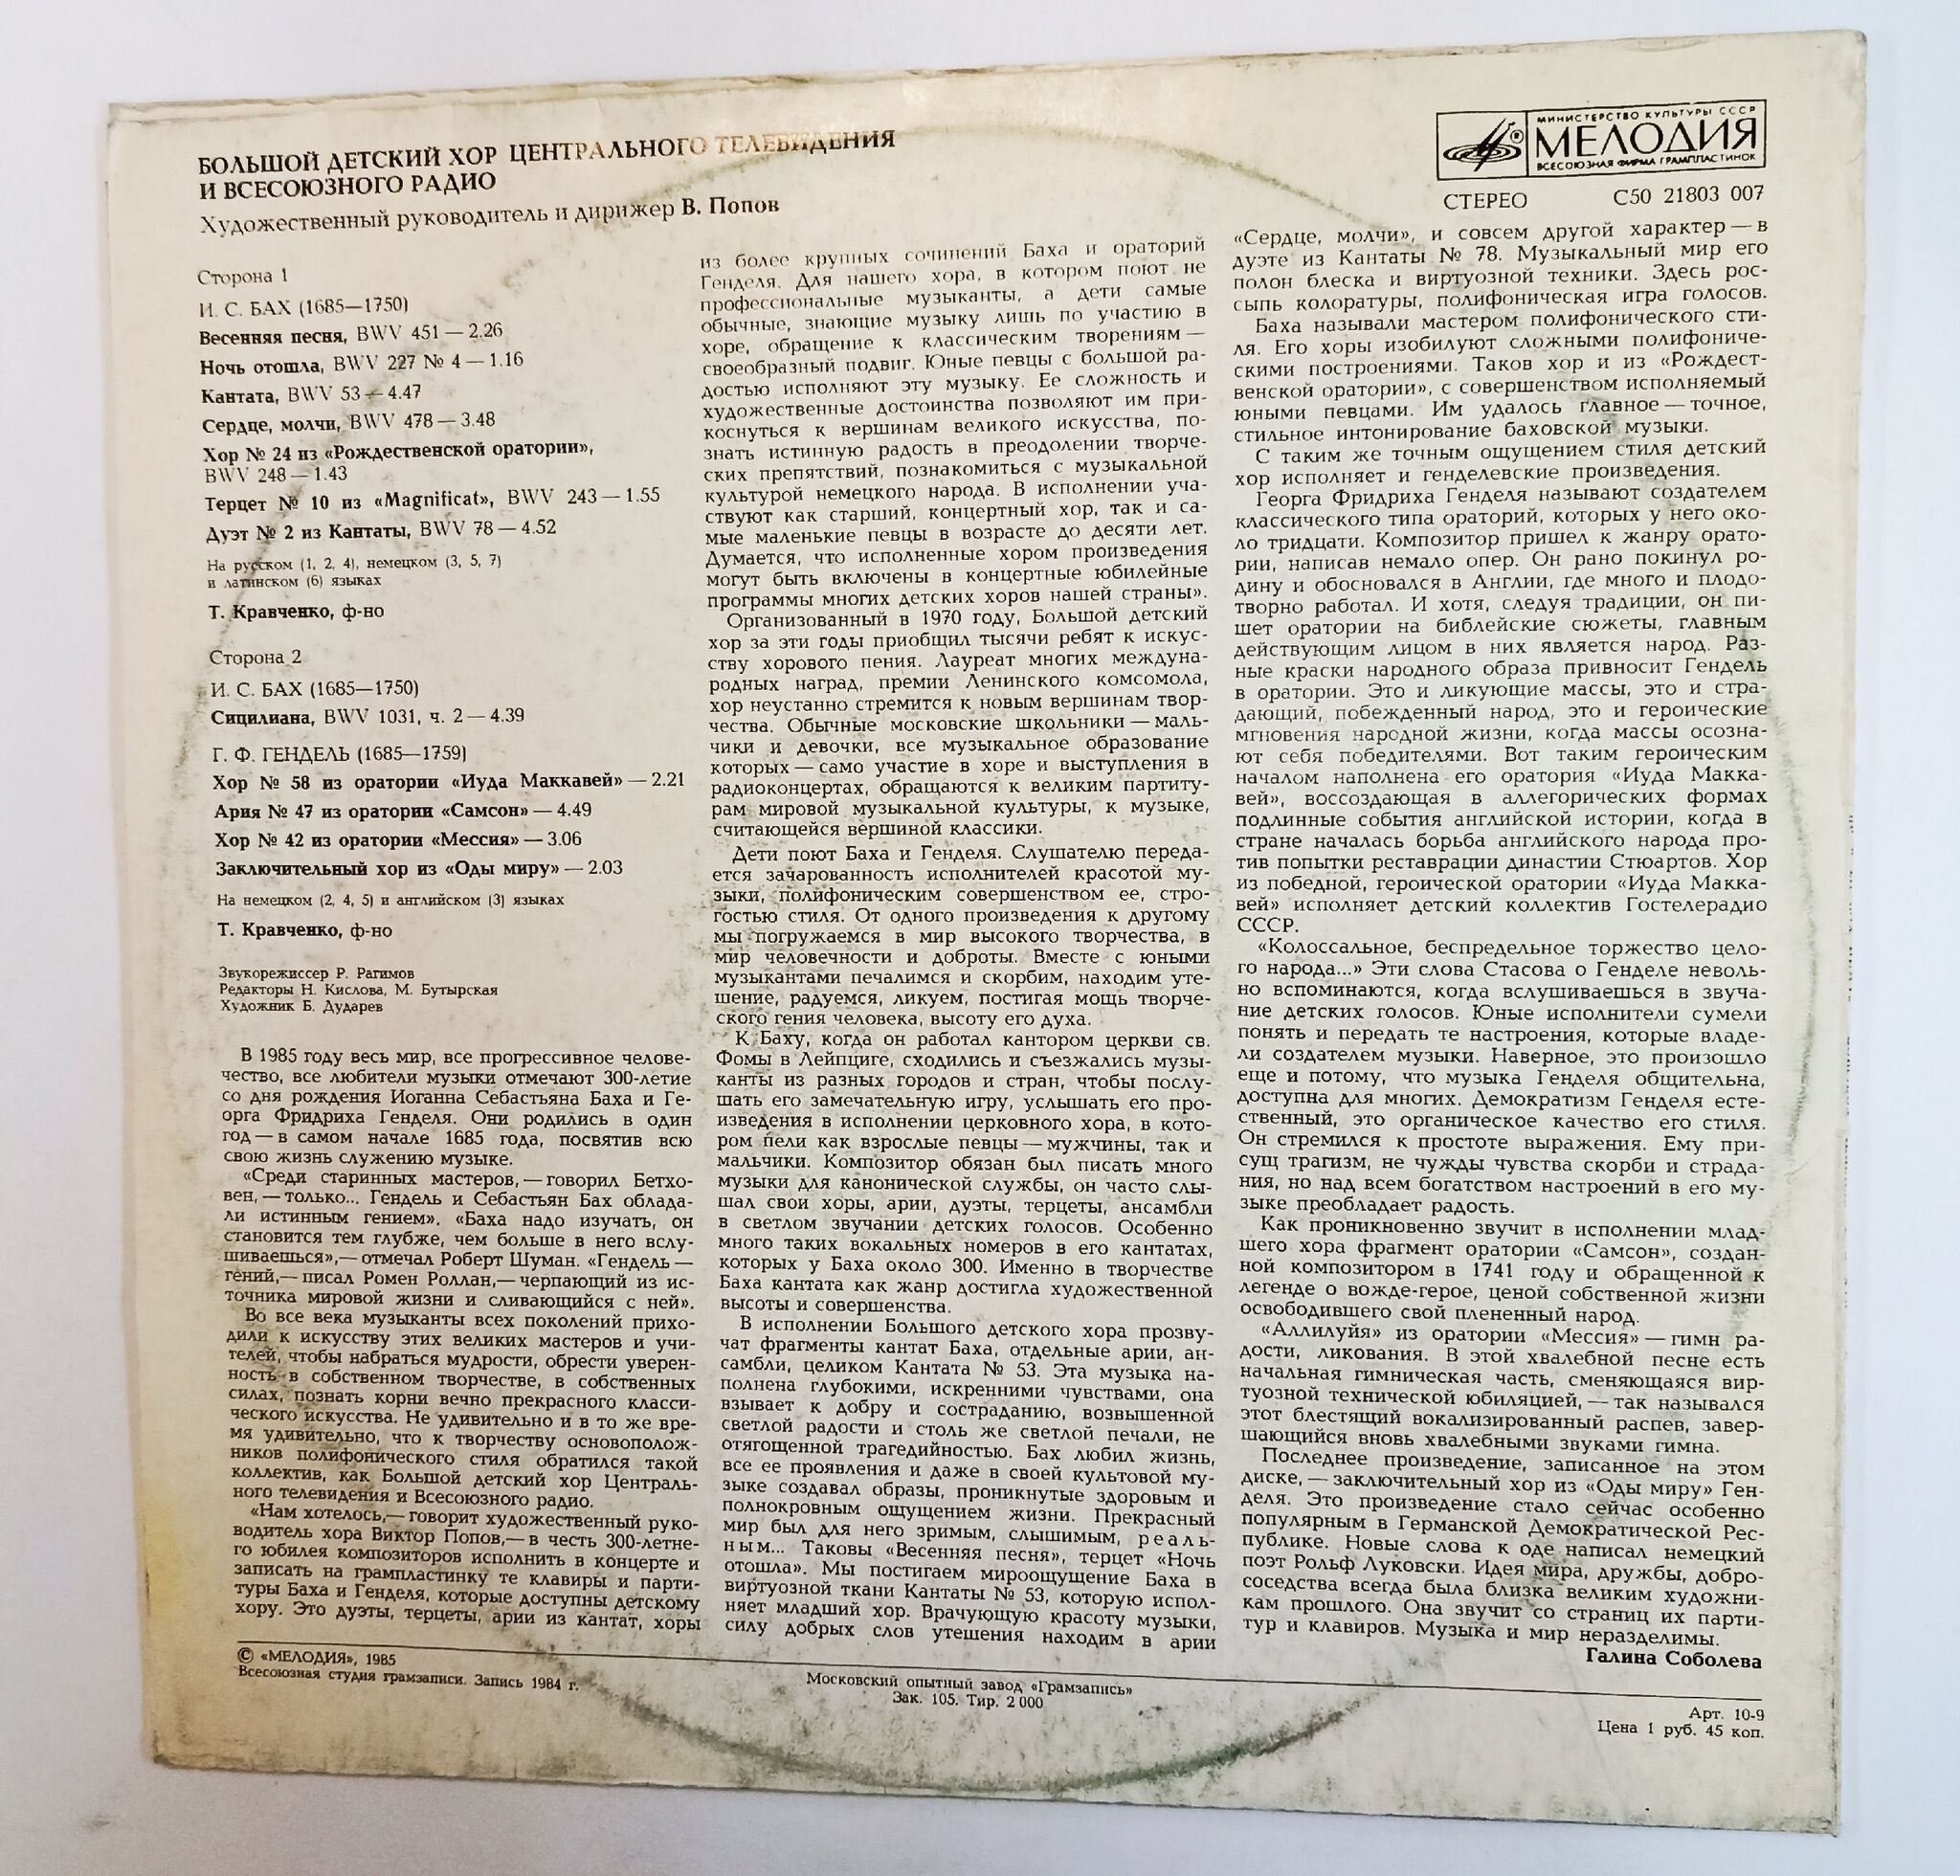 БОЛЬШОЙ ДЕТСКИЙ ХОР ЦЕНТРАЛЬНОГО ТЕЛЕВИДЕНИЯ
И ВСЕСОЮЗНОГО РАДИО
Художественный руководитель и дирижер В. Попов
МИНИСТЕРСТВО КУЛЬТУРЫ СССР
МЕЛОДИЯ
ВСЕСОЮЗНАЯ ФИРМА ГРАМПЛАСТИНОК
СТЕРЕО С50 21803 007
Сторона 1
И. С. БАХ (1685—1750)
Весенняя песня, BWV 451 — 2.26
Ночь отошла, BWV 227 № 4 — 1.16
Кантата, BWV 53 — 4.47
Сердце, молчи, BWV 478 — 3.48
Хор № 24 из «Рождественской оратории»,
BWV 248 — 1.43
Терцет № 10 из «Magnificat», BWV 243 — 1.55
Дуэт № 2 из Кантаты, BWV 78 — 4.52
На русском (1, 2, 4), немецком (3, 5, 7)
и латинском (6) языках
Т. Кравченко, ф-но
Сторона 2
И. С. БАХ (1685—1750)
Сицилиана, BWV 1031, ч. 2 — 4.39
Г. Ф. ГЕНДЕЛЬ (1685—1759)
Хор № 58 из оратории «Иуда Маккавей» — 2.21
Ария № 47 из оратории «Самсон» — 4.49
Хор № 42 из оратории «Мессия» — 3.06
Заключительный хор из «Оды миру» — 2.03
На немецком (2, 4, 5) и английском (3) языках
Т. Кравченко, ф-но
Звукорежиссер Р. Рагимов
Редакторы Н. Кислова, М. Бутырская
Художник Б. Дударев
В 1985 году весь мир, все прогрессивное челове-
чество, все любители музыки отмечают 300-летие
со дня рождения Иоганна Себастьяна Баха и Ге-
орга Фридриха Генделя. Они родились в один
год — в самом начале 1685 года, посвятив всю
свою жизнь служению музыке.
«Среди старинных мастеров, — говорил Бетхо-
вен, — только... Гендель и Себастьян Бах облада-
ли истинным гением». «Баха надо изучать, он
становится тем глубже, чем больше в него вслу-
шиваешься»,— отмечал Роберт Шуман. «Гендель —
гений,— писал Ромен Роллан,— черпающий из ис-
точника мировой жизни и сливающийся с ней».
Во все века музыканты всех поколений прихо-
дили к искусству этих великих мастеров и учи-
телей, чтобы набраться мудрости, обрести уверен-
ность в собственном творчестве, в собственных
силах, познать корни вечно прекрасного класси-
ческого искусства. Не удивительно и в то же вре-
мя удивительно, что к творчеству основополож-
ников полифонического стиля обратился такой
коллектив, как Большой детский хор Централь-
ного телевидения и Всесоюзного радио.
«Нам хотелось,— говорит художественный руко-
водитель хора Виктор Попов,— в честь 300-летне-
го юбилея композиторов исполнить в концерте и
записать на грампластинку те клавиры и парти-
туры Баха и Генделя, которые доступны детскому
хору. Это дуэты, терцеты, арии из кантат, хоры
из более крупных сочинений Баха и ораторий
Генделя. Для нашего хора, в котором поют не
профессиональные музыканты, а дети самые
обычные, знающие музыку лишь по участию в
хоре, обращение к классическим творениям —
своеобразный подвиг. Юные певцы с большой ра-
достью исполняют эту музыку. Ее сложность и
художественные достоинства позволяют им при-
коснуться к вершинам великого искусства, по-
знать истинную радость в преодолении творче-
ских препятствий, познакомиться с музыкальной
культурой немецкого народа. В исполнении уча-
ствуют как старший, концертный хор, так и са-
мые маленькие певцы в возрасте до десяти лет.
Думается, что исполненные хором произведения
могут быть включены в концертные юбилейные
программы многих детских хоров нашей страны».
Организованный в 1970 году, Большой детский
хор за эти годы приобщил тысячи ребят к искус-
ству хорового пения. Лауреат многих междуна-
родных наград, премии Ленинского комсомола,
хор неустанно стремится к новым вершинам твор-
чества. Обычные московские школьники — маль-
чики и девочки, все музыкальное образование
которых — само участие в хоре и выступления в
радиоконцертах, обращаются к великим партиту-
рам мировой музыкальной культуры, к музыке,
считающейся вершиной классики.
Дети поют Баха и Генделя. Слушателю переда-
ется зачарованность исполнителей красотой му-
зыки, полифоническим совершенством ее, стро-
гостью стиля. От одного произведения к другому
мы погружаемся в мир высокого творчества, в
мир человечности и доброты. Вместе с юными
музыкантами печалимся и скорбим, находим уте-
шение, радуемся, ликуем, постигая мощь творче-
ского гения человека, высоту его духа.
К Баху, когда он работал кантором церкви св.
Фомы в Лейпциге, сходились и съезжались музы-
канты из разных городов и стран, чтобы послу-
шать его замечательную игру, услышать его про-
изведения в исполнении церковного хора, в кото-
ром пели как взрослые певцы — мужчины, так и
мальчики. Композитор обязан был писать много
музыки для канонической службы, он часто слы-
шал свои хоры, арии, дуэты, терцеты, ансамбли
в светлом звучании детских голосов. Особенно
много таких вокальных номеров в его кантатах,
которых у Баха около 300. Именно в творчестве
Баха кантата как жанр достигла художественной
высоты и совершенства.
В исполнении Большого детского хора прозву-
чат фрагменты кантат Баха, отдельные арии, ан-
самбли, целиком Кантата № 53. Эта музыка на-
полнена глубокими, искренними чувствами, она
взывает к добру и состраданию, возвышенной
светлой радости и столь же светлой печали, не
отягощенной трагедийностью. Бах любил жизнь,
все ее проявления и даже в своей культовой му-
зыке создавал образы, проникнутые здоровым и
полнокровным ощущением жизни. Прекрасный
мир был для него зримым, слышимым, реаль-
ным... Таковы «Весенняя песня», терцет «Ночь
отошла». Мы постигаем мироощущение Баха в
виртуозной ткани Кантаты № 53, которую испол-
няет младший хор. Врачующую красоту музыки,
силу добрых слов утешения находим в арии
«Сердце, молчи», и совсем другой характер — в
дуэте из Кантаты № 78. Музыкальный мир его
полон блеска и виртуозной техники. Здесь рос-
сыпь колоратуры, полифоническая игра голосов.
Баха называли мастером полифонического сти-
ля. Его хоры изобилуют сложными полифониче-
скими построениями. Таков хор и из «Рождест-
венской оратории», с совершенством исполняемый
юными певцами. Им удалось главное — точное,
стильное интонирование баховской музыки.
С таким же точным ощущением стиля детский
хор исполняет и генделевские произведения.
Георга Фридриха Генделя называют создателем
классического типа ораторий, которых у него око-
ло тридцати. Композитор пришел к жанру орато-
рии, написав немало опер. Он рано покинул ро-
дину и обосновался в Англии, где много и плодо-
творно работал. И хотя, следуя традиции, он пи-
шет оратории на библейские сюжеты, главным
действующим лицом в них является народ. Раз-
ные краски народного образа привносит Гендель
в оратории. Это и ликующие массы, это и стра-
дающий, побежденный народ, это и героические
мгновения народной жизни, когда массы осозна-
ют себя победителями. Вот таким героическим
началом наполнена его оратория «Иуда Макка-
вей», воссоздающая в аллегорических формах
подлинные события английской истории, когда в
стране началась борьба английского народа про-
тив попытки реставрации династии Стюартов. Хор
из победной, героической оратории «Иуда Макка-
вей» исполняет детский коллектив Гостелерадио
СССР.
«Колоссальное, беспредельное торжество цело-
го народа...» Эти слова Стасова о Генделе неволь-
но вспоминаются, когда вслушиваешься в звуча-
ние детских голосов. Юные исполнители сумели
понять и передать те настроения, которые владе-
ли создателем музыки. Наверное, это произошло
еще и потому, что музыка Генделя общительна,
доступна для многих. Демократизм Генделя есте-
ственный, это органическое качество его стиля.
Он стремился к простоте выражения. Ему при-
сущ трагизм, не чужды чувства скорби и страда-
ния, но над всем богатством настроений в его му-
зыке преобладает радость.
Как проникновенно звучит в исполнении млад-
шего хора фрагмент оратории «Самсон», создан-
ной композитором в 1741 году и обращенной к
легенде о вожде-герое, ценой собственной жизни
освободившего свой плененный народ.
«Аллилуйя» из оратории «Мессия» — гимн ра-
дости, ликования. В этой хвалебной песне есть
начальная гимническая часть, сменяющаяся вир-
туозной технической юбиляцией, — так назывался
этот блестящий вокализированный распев, завер-
шающийся вновь хвалебными звуками гимна.
Последнее произведение, записанное на этом
диске, — заключительный хор из «Оды миру» Ген-
деля. Это произведение стало сейчас особенно
популярным в Германской Демократической Рес-
публике. Новые слова к оде написал немецкий
поэт Рольф Луковски. Идея мира, дружбы, добро-
соседства всегда была близка великим художни-
кам прошлого. Она звучит со страниц их парти-
тур и клавиров. Музыка и мир неразделимы.
Галина Соболева
© «МЕЛОДИЯ», 1985
Всесоюзная студия грамзаписи. Запись 1984 г.
Московский опытный завод «Грамзапись»
Зак. 105. Тир. 2 000
Арт. 10-9
Цена 1 руб. 45 коп.